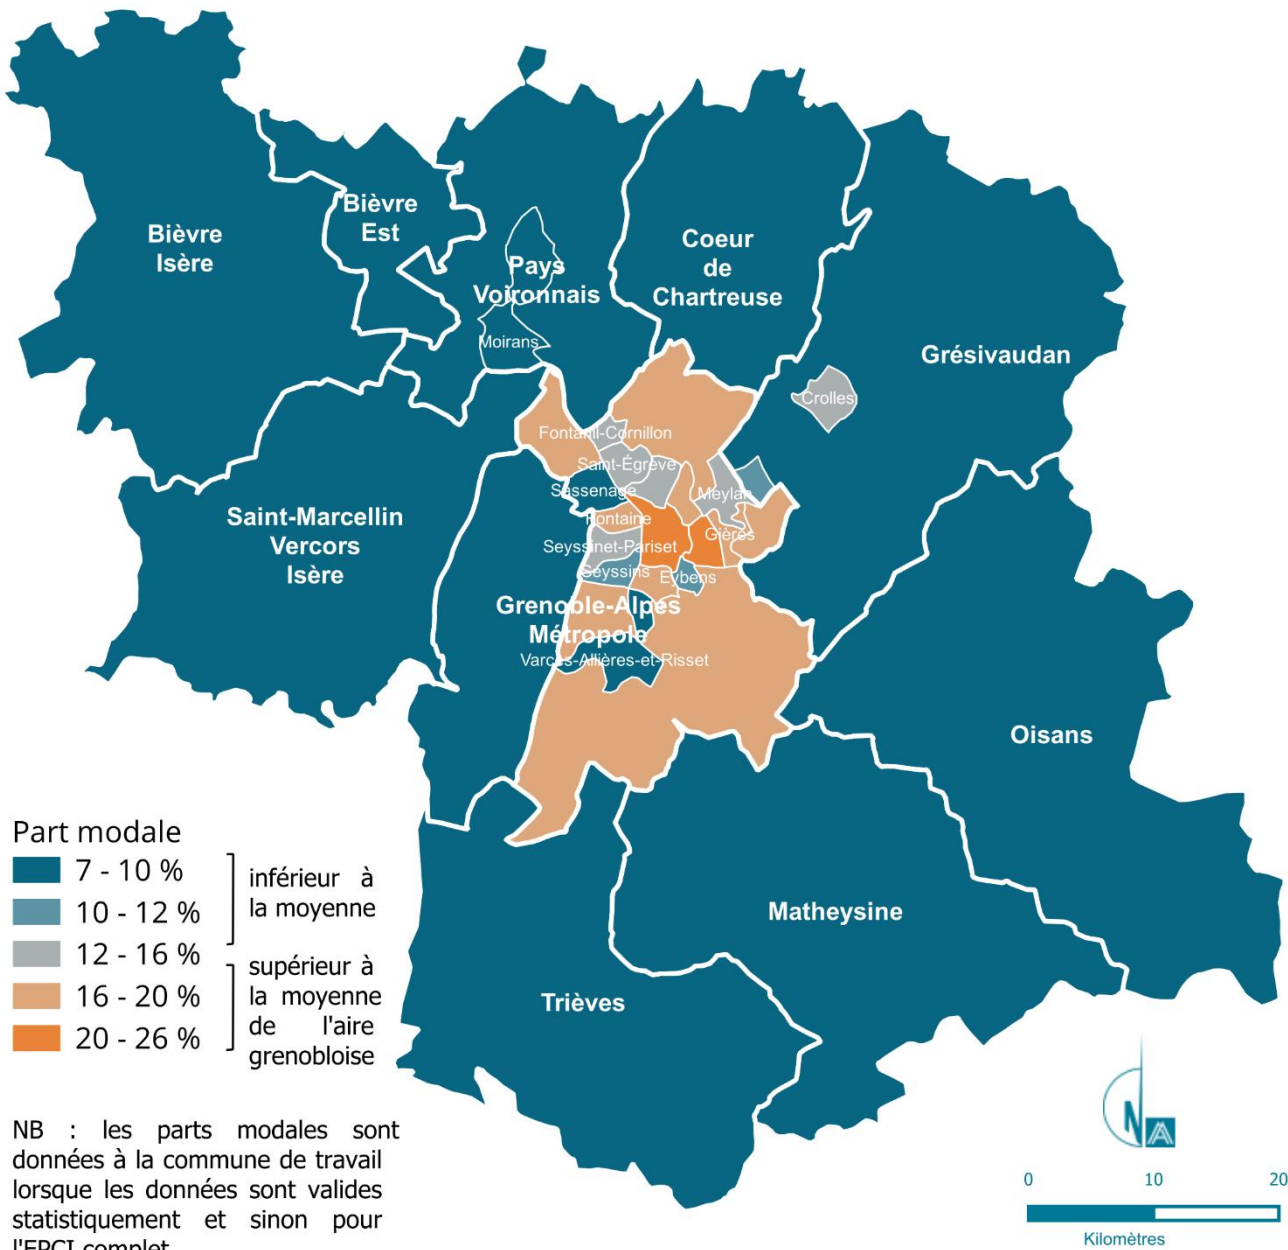 Bièvre
Isère
Bièvre
Est
Pays
Voironnais
Moirans
Coeur
de
Chartreuse
Grésivaudan
Crolles
Fontanil-Cornillon
Saint-Égrève
Sassenage
Meylan
Fontaine
Gières
Seyssinet-Pariset
Seyssins
Eybens
Saint-Marcellin
Vercors
Isère
Grenoble-Alpes
Métropole
Varces-Allières-et-Risset
Oisans
Matheysine
Trièves
Part modale
7 - 10 %
10 - 12 %
12 - 16 %
16 - 20 %
20 - 26 %
inférieur à
la moyenne
supérieur à
la moyenne
de l'aire
grenobloise
NB : les parts modales sont
données à la commune de travail
lorsque les données sont valides
statistiquement et sinon pour
l'EPCI complet
N
0 10 20
Kilomètres